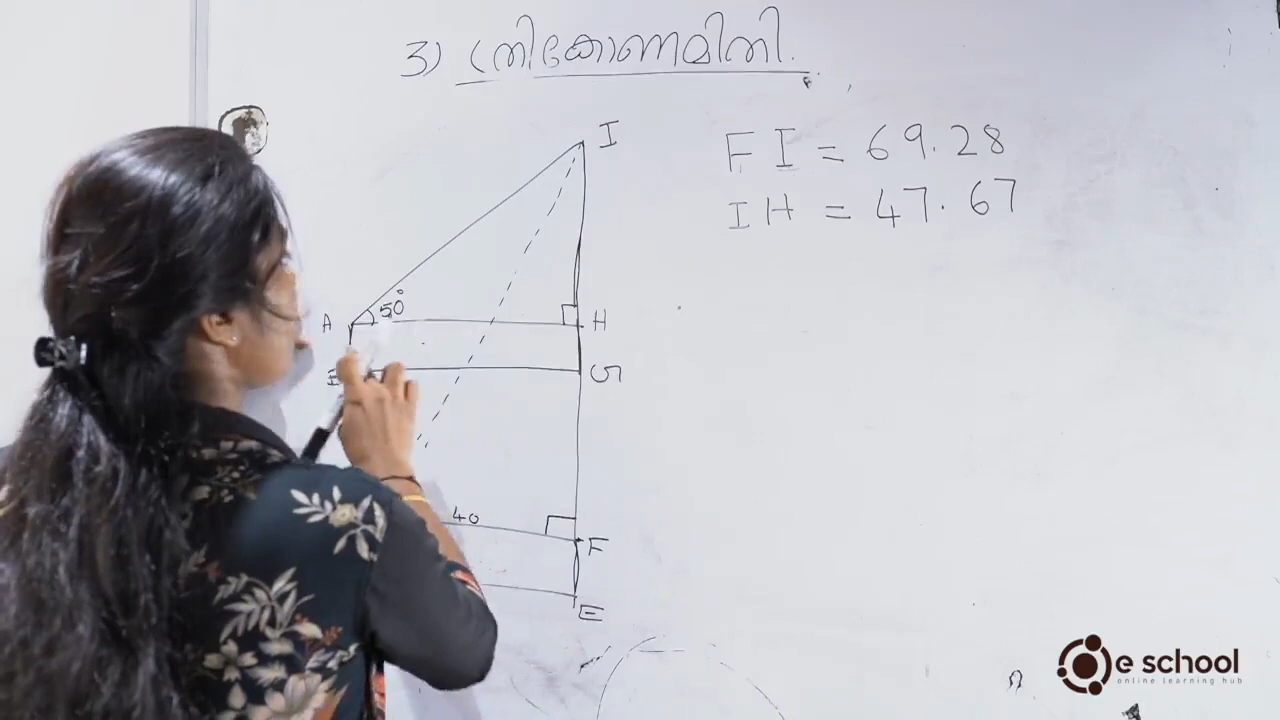 3) ത്രികോണമിതി.
I
FI = 69.28
IH = 47.67
50°
A
H
G
40
F
E
e school
online learning hub